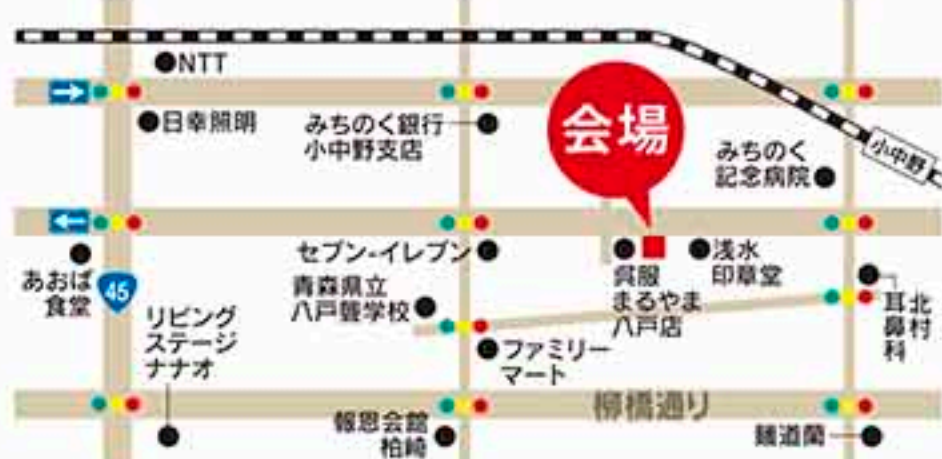 NTT
日幸照明
みちのく銀行
小中野支店
会場
みちのく
記念病院
小中野
あおば
食堂
45
セブン-イレブン
青森県立
八戸聾学校
呉服
まるやま
八戸店
浅水
印章堂
北村
耳鼻科
リビング
ステージ
ナナオ
ファミリー
マート
柳橋通り
報恩会館
柏崎
麺道蘭